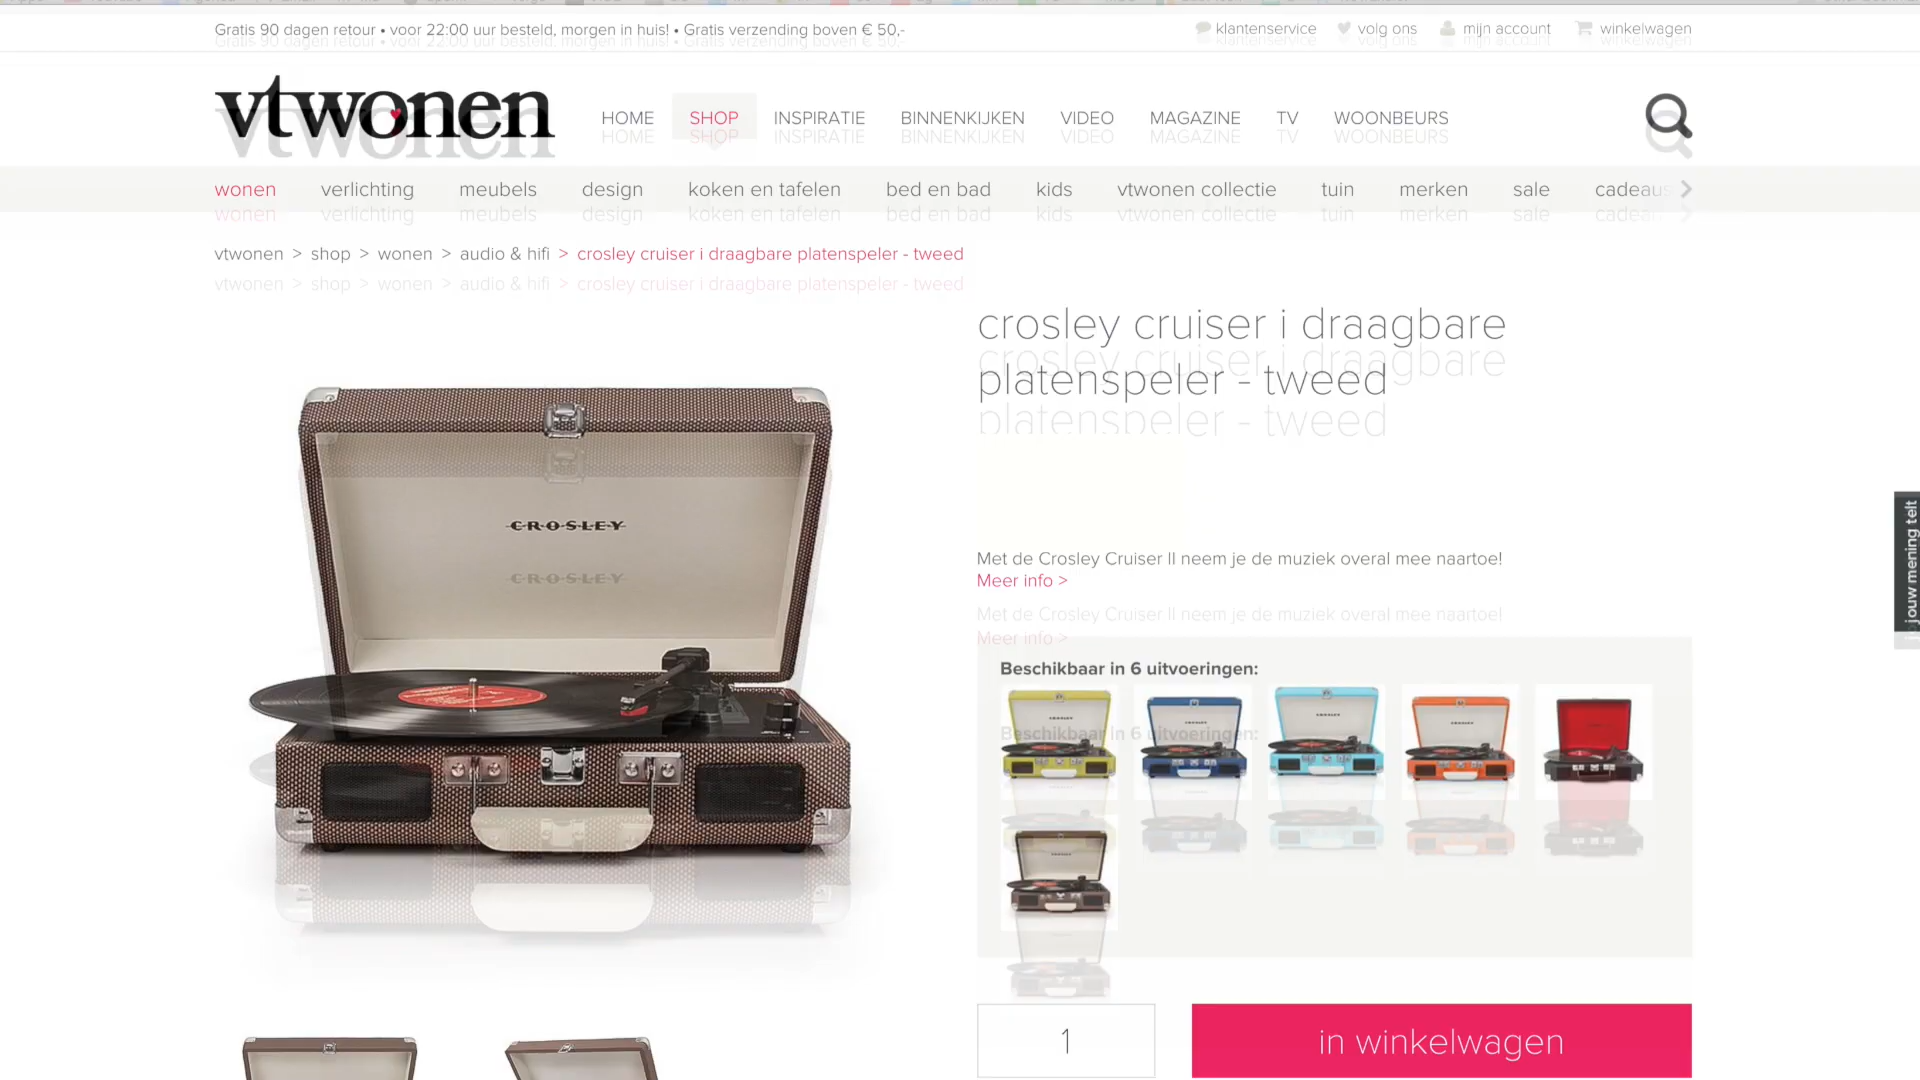 Gratis 90 dagen retour • voor 22:00 uur besteld, morgen in huis! • Gratis verzending boven € 50,-
klantenservice volg ons mijn account winkelwagen
vtwonen
HOME SHOP INSPIRATIE BINNENKIJKEN VIDEO MAGAZINE TV WOONBEURS
wonen verlichting meubels design koken en tafelen bed en bad kids vtwonen collectie tuin merken sale cadeaus
vtwonen > shop > wonen > audio & hifi > crosley cruiser i draagbare platenspeler - tweed
crosley cruiser i draagbare
platenspeler - tweed
CROSLEY
Met de Crosley Cruiser II neem je de muziek overal mee naartoe!
Meer info >
jouw mening telt
Beschikbaar in 6 uitvoeringen:
1
in winkelwagen